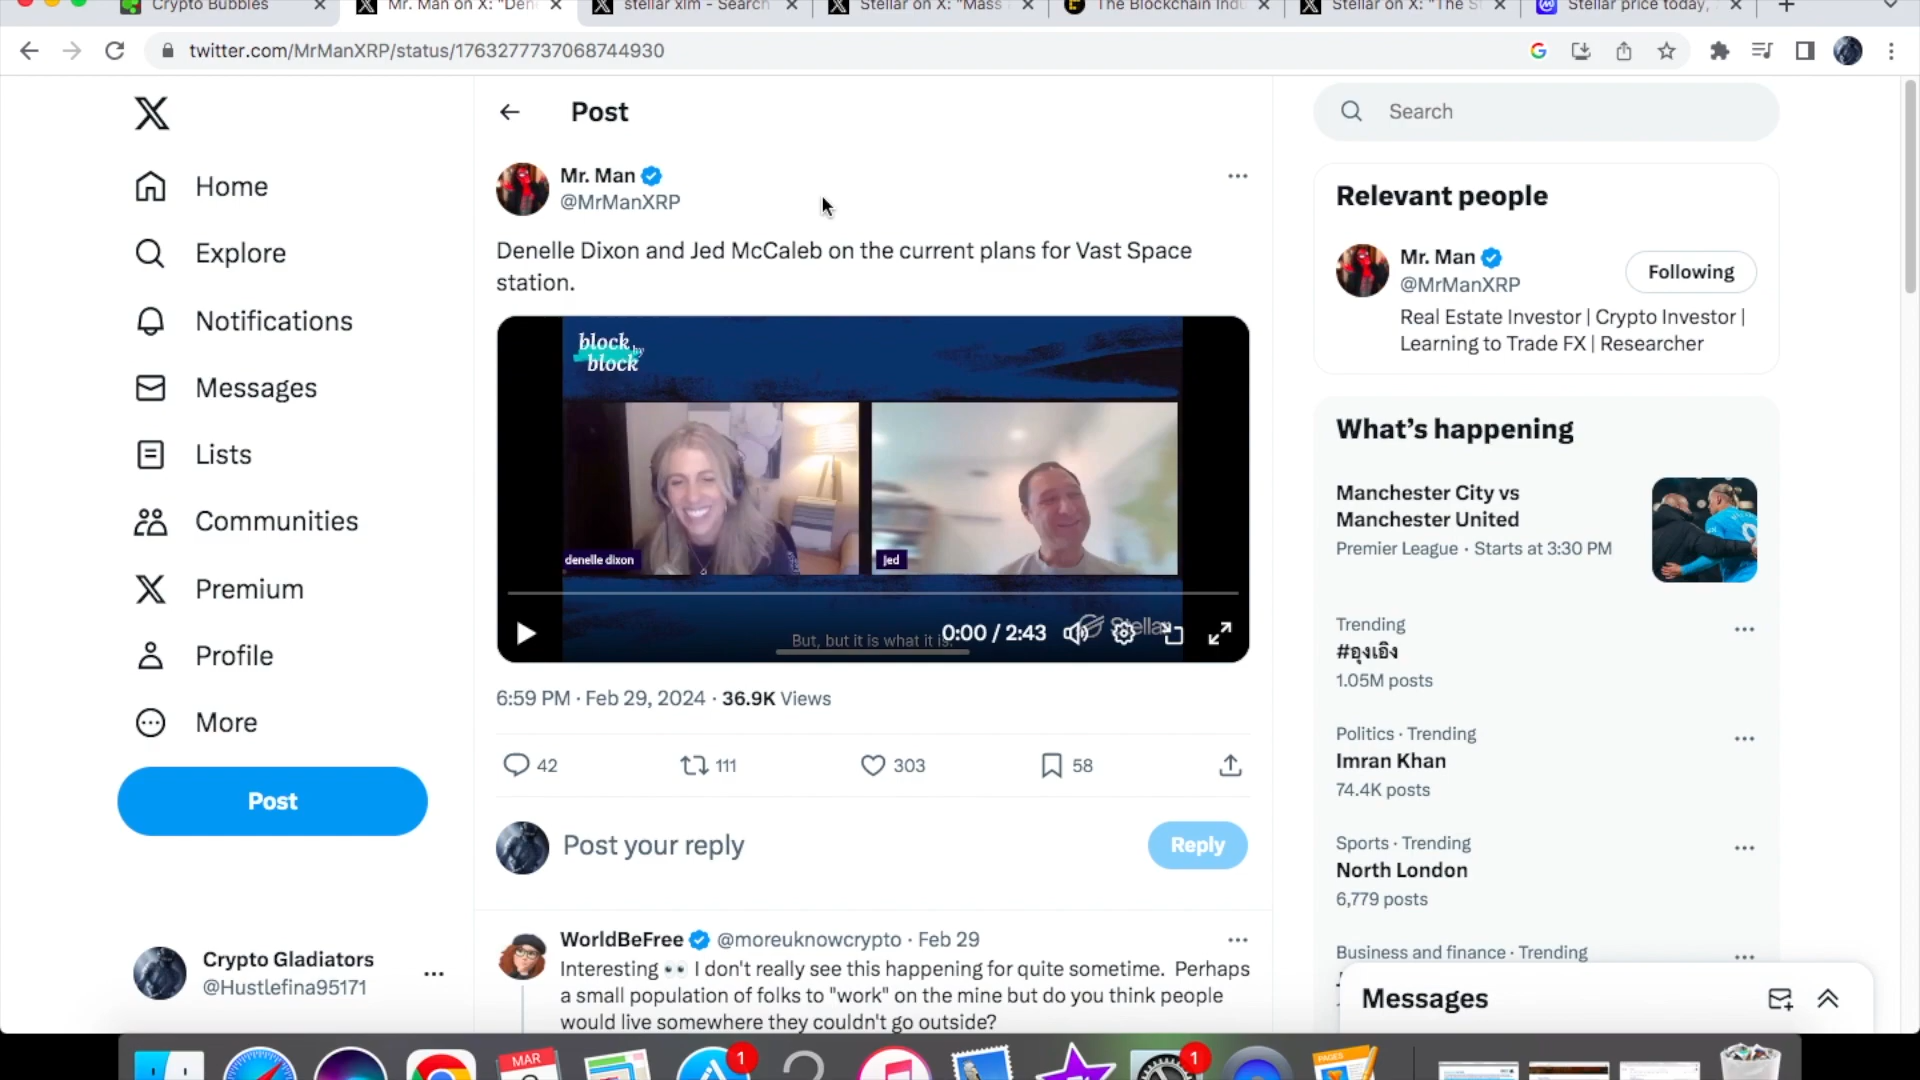 Crypto Bubbles
Mr. Man on X: "Den
stellar xlm - Search
Stellar on X: "Mass
The Blockchain Indu
Stellar on X: "The S
Stellar price today,
twitter.com/MrManXRP/status/1763277737068744930
Home
Explore
Notifications
Messages
Lists
Communities
Premium
Profile
More
Post
Crypto Gladiators
@Hustlefina95171
Post
Mr. Man
@MrManXRP
Denelle Dixon and Jed McCaleb on the current plans for Vast Space
station.
block by
block
denelle dixon
Jed
But, but it is what it is.
0:00 / 2:43
Stellar
6:59 PM · Feb 29, 2024 · 36.9K Views
42
111
303
58
Post your reply
Reply
WorldBeFree @moreuknowcrypto · Feb 29
Interesting 👀 I don't really see this happening for quite sometime. Perhaps
a small population of folks to "work" on the mine but do you think people
would live somewhere they couldn't go outside?
Search
Relevant people
Mr. Man
@MrManXRP
Following
Real Estate Investor | Crypto Investor |
Learning to Trade FX | Researcher
What's happening
Manchester City vs
Manchester United
Premier League · Starts at 3:30 PM
Trending
#อุงเอิง
1.05M posts
Politics · Trending
Imran Khan
74.4K posts
Sports · Trending
North London
6,779 posts
Business and finance · Trending
Messages
MAR
1
1
PAGES